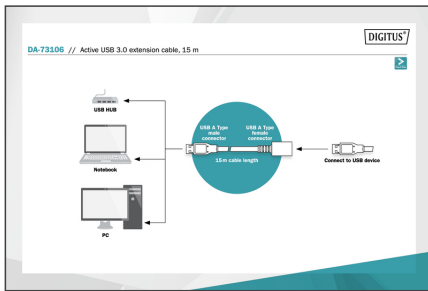 DIGITUS®
DA-73106 // Active USB 3.0 extension cable, 15 m
USB HUB
USB A Type
male
connector
USB A Type
female
connector
15 m cable length
Notebook
Connect to USB device
PC